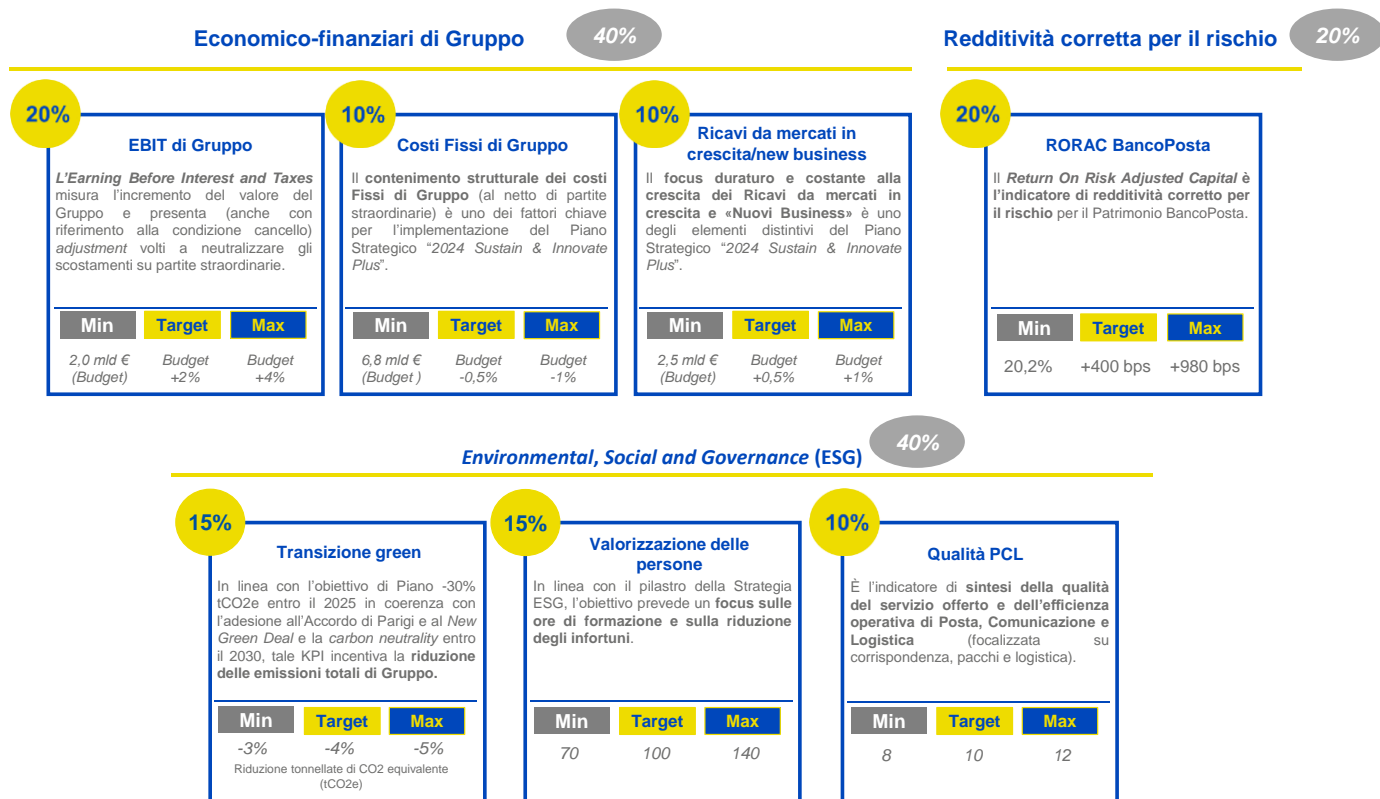 Economico-finanziari di Gruppo
40%
Redditività corretta per il rischio
20%
20%
EBIT di Gruppo
L'Earning Before Interest and Taxes
misura l'incremento del valore del
Gruppo e presenta (anche con
riferimento alla condizione cancello)
adjustment volti a neutralizzare gli
scostamenti su partite straordinarie.
Min Target Max
2,0 mld € Budget Budget
(Budget) +2% +4%
10%
Costi Fissi di Gruppo
Il contenimento strutturale dei costi
Fissi di Gruppo (al netto di partite
straordinarie) è uno dei fattori chiave
per l'implementazione del Piano
Strategico “2024 Sustain & Innovate
Plus”.
Min Target Max
6,8 mld € Budget Budget
(Budget ) -0,5% -1%
10%
Ricavi da mercati in
crescita/new business
Il focus duraturo e costante alla
crescita dei Ricavi da mercati in
crescita e «Nuovi Business» è uno
degli elementi distintivi del Piano
Strategico “2024 Sustain & Innovate
Plus”.
Min Target Max
2,5 mld € Budget Budget
(Budget) +0,5% +1%
20%
RORAC BancoPosta
Il Return On Risk Adjusted Capital è
l'indicatore di redditività corretto per
il rischio per il Patrimonio BancoPosta.
Min Target Max
20,2% +400 bps +980 bps
Environmental, Social and Governance (ESG)
40%
15%
Transizione green
In linea con l'obiettivo di Piano -30%
tCO2e entro il 2025 in coerenza con
l'adesione all'Accordo di Parigi e al New
Green Deal e la carbon neutrality entro
il 2030, tale KPI incentiva la riduzione
delle emissioni totali di Gruppo.
Min Target Max
-3% -4% -5%
Riduzione tonnellate di CO2 equivalente
(tCO2e)
15%
Valorizzazione delle
persone
In linea con il pilastro della Strategia
ESG, l'obiettivo prevede un focus sulle
ore di formazione e sulla riduzione
degli infortuni.
Min Target Max
70 100 140
10%
Qualità PCL
È l'indicatore di sintesi della qualità
del servizio offerto e dell'efficienza
operativa di Posta, Comunicazione e
Logistica (focalizzata su
corrispondenza, pacchi e logistica).
Min Target Max
8 10 12